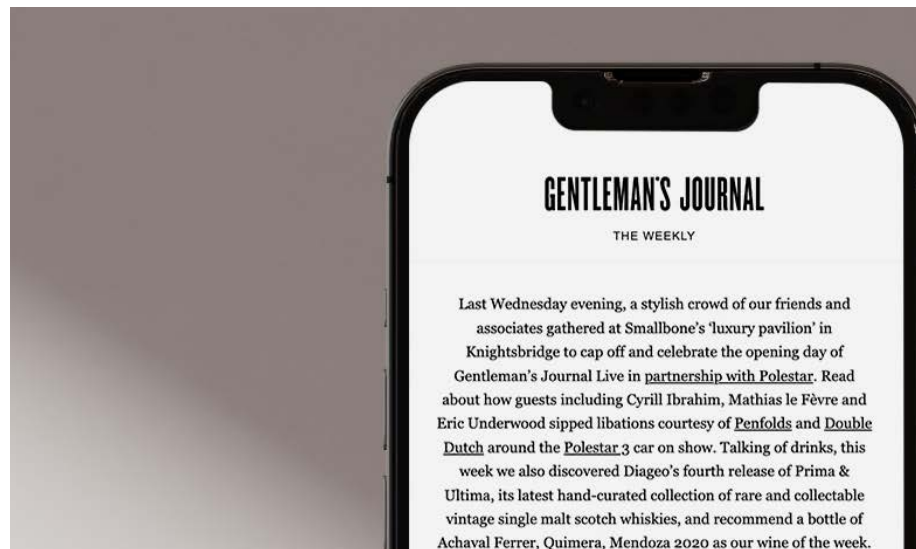 GENTLEMAN'S JOURNAL
THE WEEKLY
Last Wednesday evening, a stylish crowd of our friends and
associates gathered at Smallbone's ‘luxury pavilion’ in
Knightsbridge to cap off and celebrate the opening day of
Gentleman's Journal Live in partnership with Polestar. Read
about how guests including Cyrill Ibrahim, Mathias le Fèvre and
Eric Underwood sipped libations courtesy of Penfolds and Double
Dutch around the Polestar 3 car on show. Talking of drinks, this
week we also discovered Diageo's fourth release of Prima &
Ultima, its latest hand-curated collection of rare and collectable
vintage single malt scotch whiskies, and recommend a bottle of
Achaval Ferrer, Quimera, Mendoza 2020 as our wine of the week.